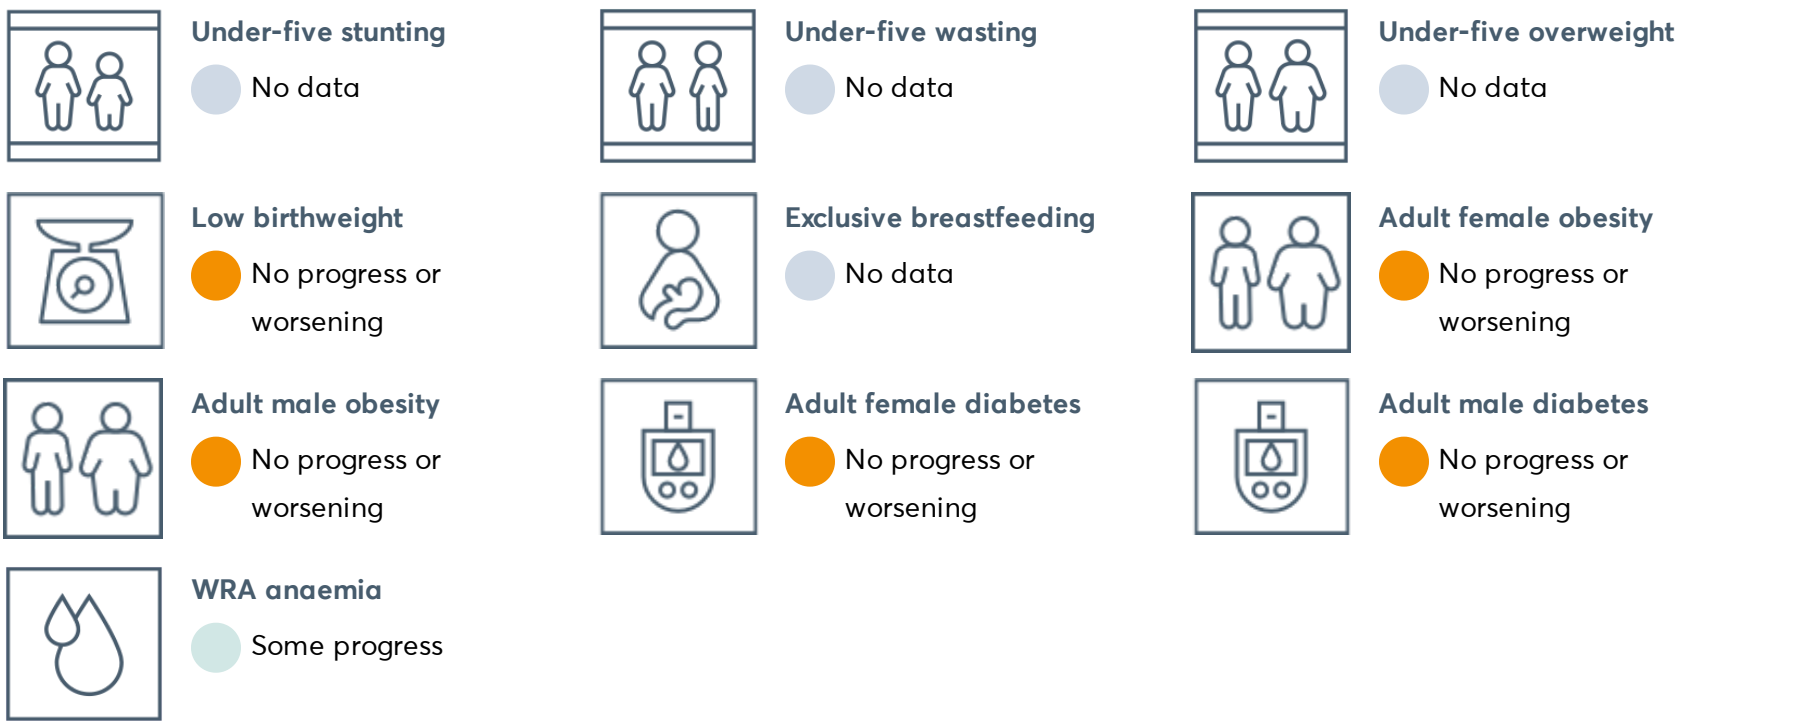 Under-five stunting
No data
Under-five wasting
No data
Under-five overweight
No data
Low birthweight
No progress or
worsening
Exclusive breastfeeding
No data
Adult female obesity
No progress or
worsening
Adult male obesity
No progress or
worsening
Adult female diabetes
No progress or
worsening
Adult male diabetes
No progress or
worsening
WRA anaemia
Some progress